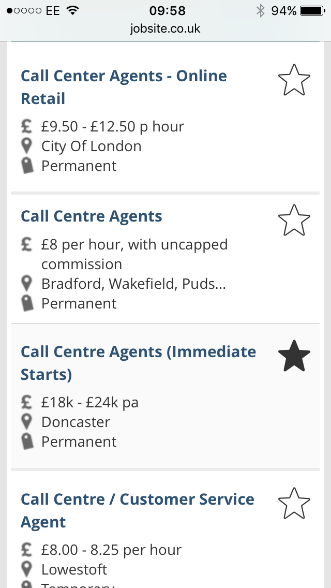 EE 09:58 94%
jobsite.co.uk
Call Center Agents - Online
Retail
£ £9.50 - £12.50 p hour
City Of London
Permanent
Call Centre Agents
£ £8 per hour, with uncapped
commission
Bradford, Wakefield, Puds...
Permanent
Call Centre Agents (Immediate
Starts)
£ £18k - £24k pa
Doncaster
Permanent
Call Centre / Customer Service
Agent
£ £8.00 - 8.25 per hour
Lowestoft
Temporary